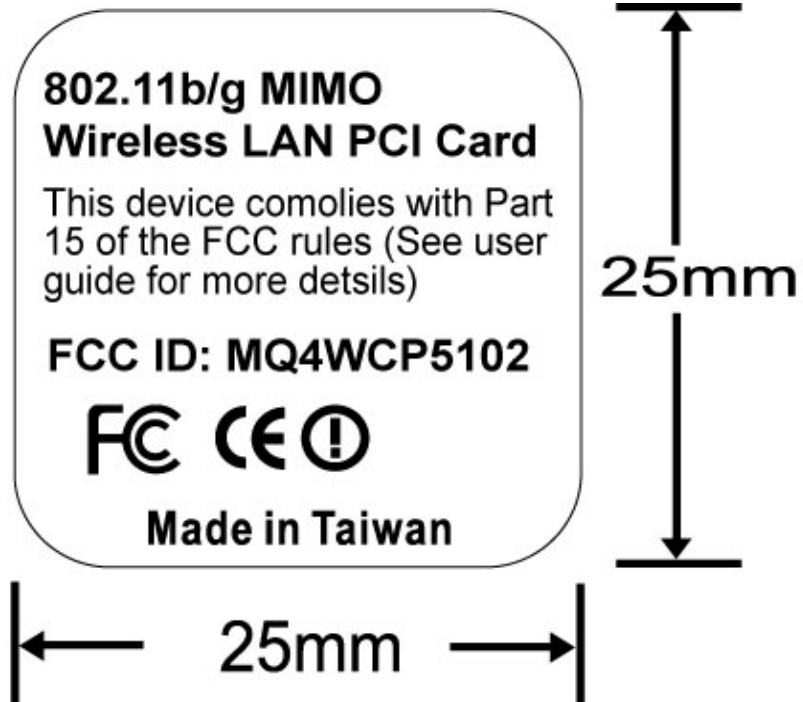 802.11b/g MIMO
Wireless LAN PCI Card
This device comolies with Part
15 of the FCC rules (See user
guide for more detsils)
FCC ID: MQ4WCP5102
FC CE
Made in Taiwan
25mm
25mm